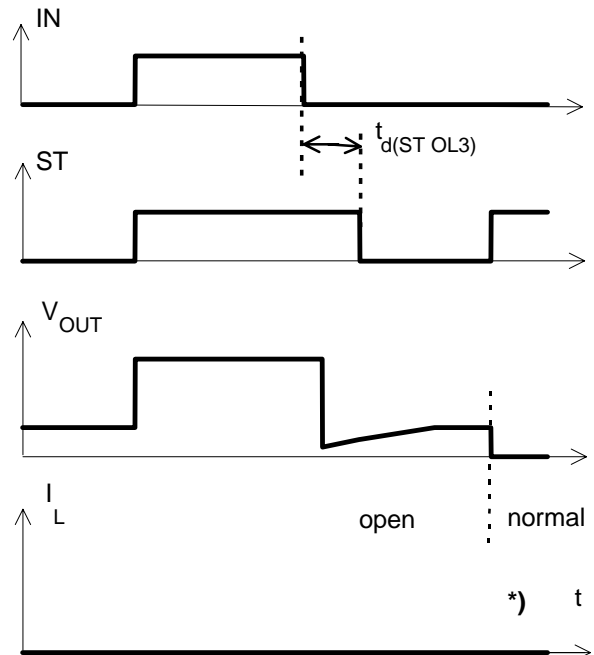 IN
t d(ST OL3)
ST
V OUT
I L
open normal
*) t